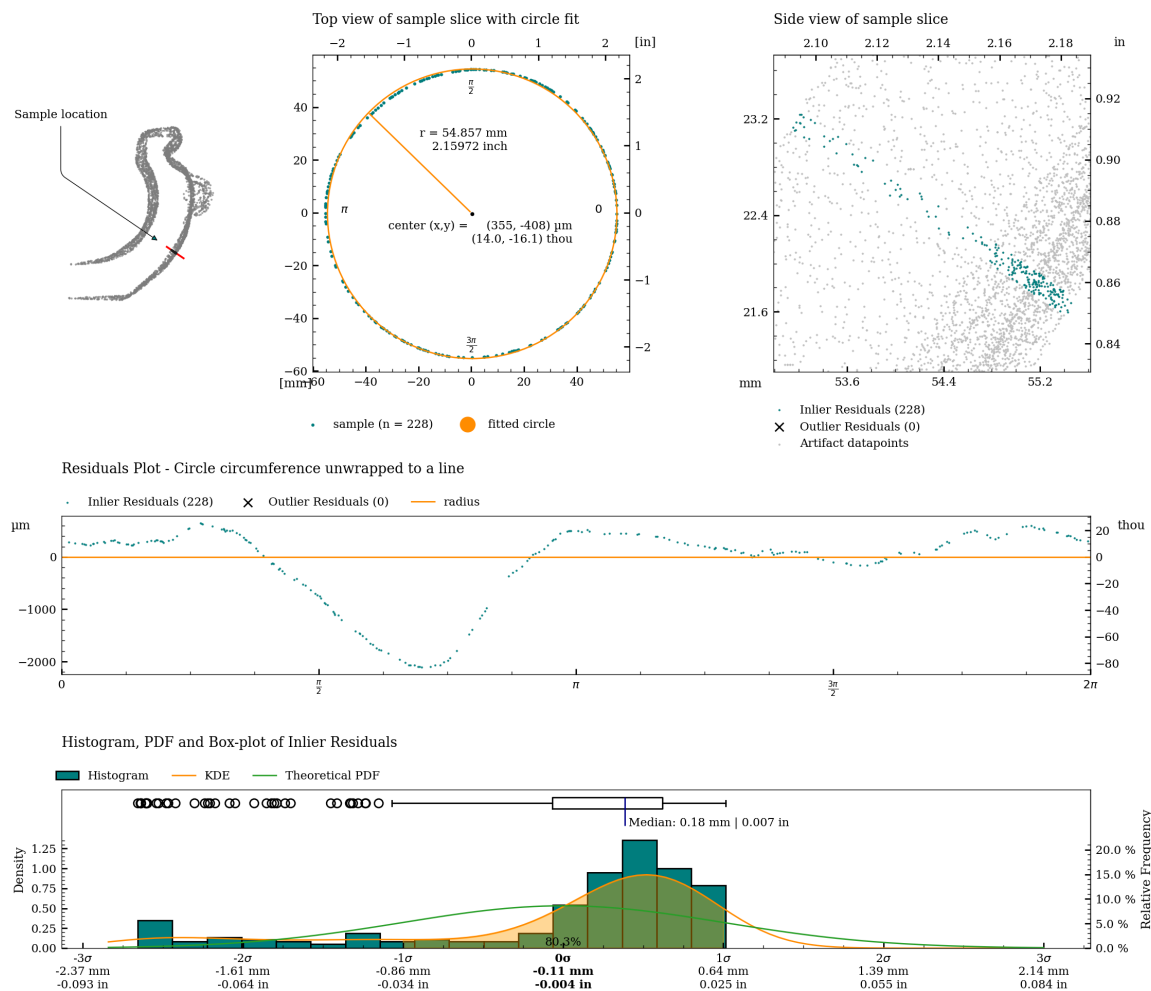 Top view of sample slice with circle fit
Side view of sample slice
−2 −1 0 1 2 [in]
2.10 2.12 2.14 2.16 2.18 in
Sample location
r = 54.857 mm
2.15972 inch
center (x,y) = (355, -408) µm
(14.0, -16.1) thou
π/2
π
0
3π/2
40
20
0
−20
−40
−60
2
1
0
−1
−2
[mm]
−60 −40 −20 0 20 40
23.2
22.4
21.6
0.92
0.90
0.88
0.86
0.84
mm 53.6 54.4 55.2
sample (n = 228) fitted circle
Inlier Residuals (228)
Outlier Residuals (0)
Artifact datapoints
Residuals Plot - Circle circumference unwrapped to a line
Inlier Residuals (228) Outlier Residuals (0) radius
µm
0
−1000
−2000
thou
20
0
−20
−40
−60
−80
0 π/2 π 3π/2 2π
Histogram, PDF and Box-plot of Inlier Residuals
Histogram KDE Theoretical PDF
Median: 0.18 mm | 0.007 in
Density
1.25
1.00
0.75
0.50
0.25
0.00
Relative Frequency
20.0 %
15.0 %
10.0 %
5.0 %
0.0 %
80.3%
-3σ -2σ -1σ 0σ 1σ 2σ 3σ
-2.37 mm -1.61 mm -0.86 mm -0.11 mm 0.64 mm 1.39 mm 2.14 mm
-0.093 in -0.064 in -0.034 in -0.004 in 0.025 in 0.055 in 0.084 in